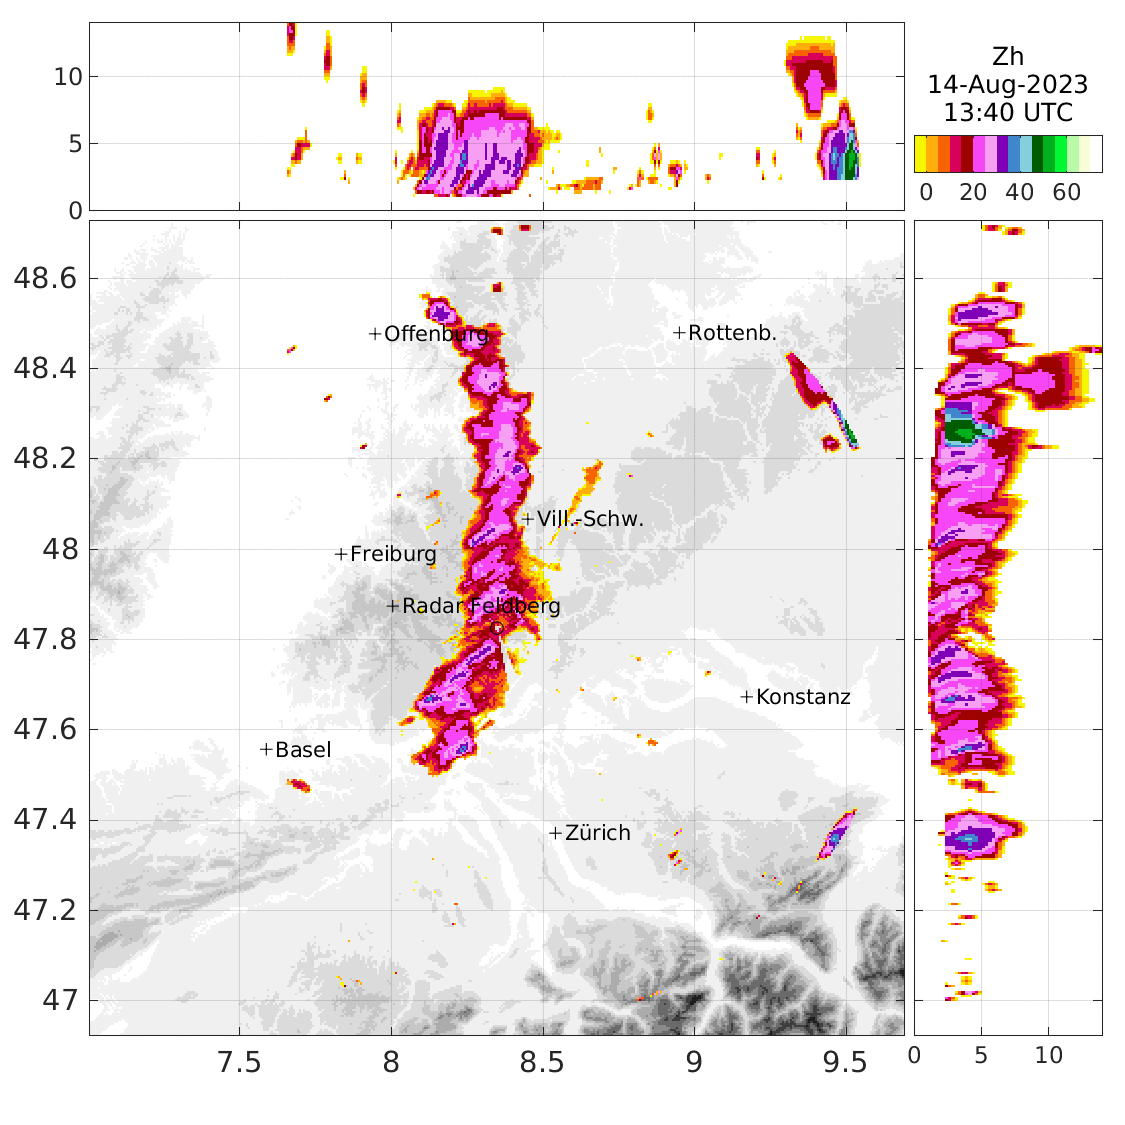 Zh
14-Aug-2023
13:40 UTC
0 20 40 60
10
5
0
48.6
48.4
48.2
48
47.8
47.6
47.4
47.2
47
+Offenburg
+Rottenb.
+Vill.-Schw.
+Freiburg
+Radar Feldberg
+Konstanz
+Basel
+Zürich
7.5 8 8.5 9 9.5
0 5 10